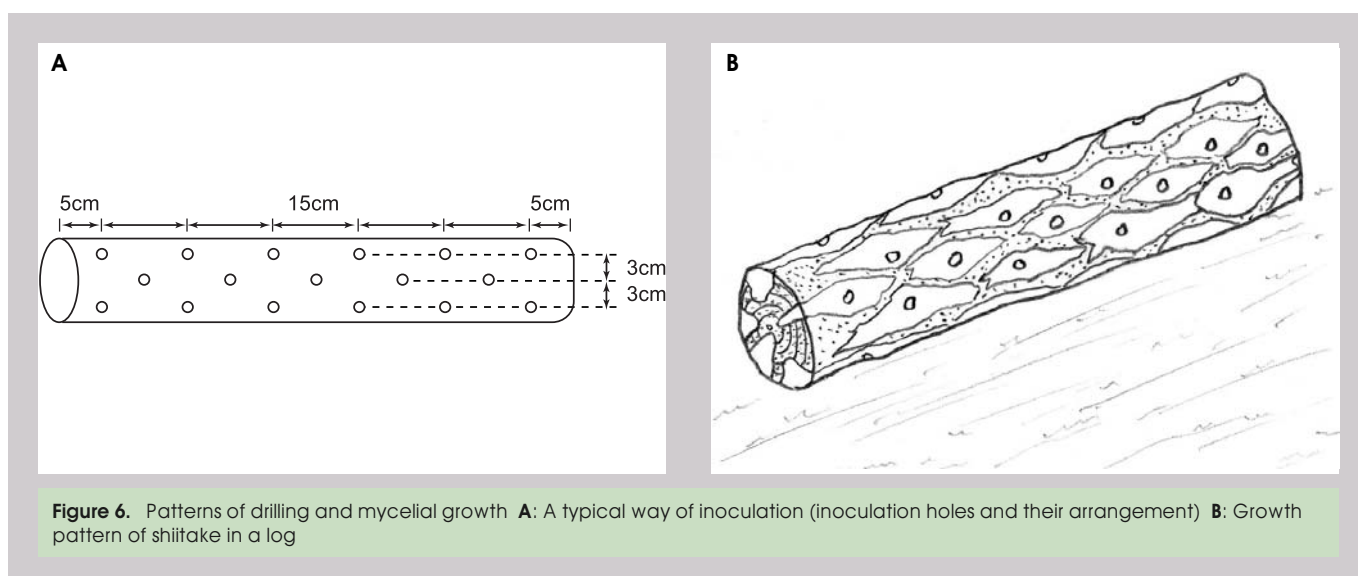 A
5cm 15cm 5cm
3cm
3cm
B
Figure 6. Patterns of drilling and mycelial growth A: A typical way of inoculation (inoculation holes and their arrangement) B: Growth
pattern of shiitake in a log